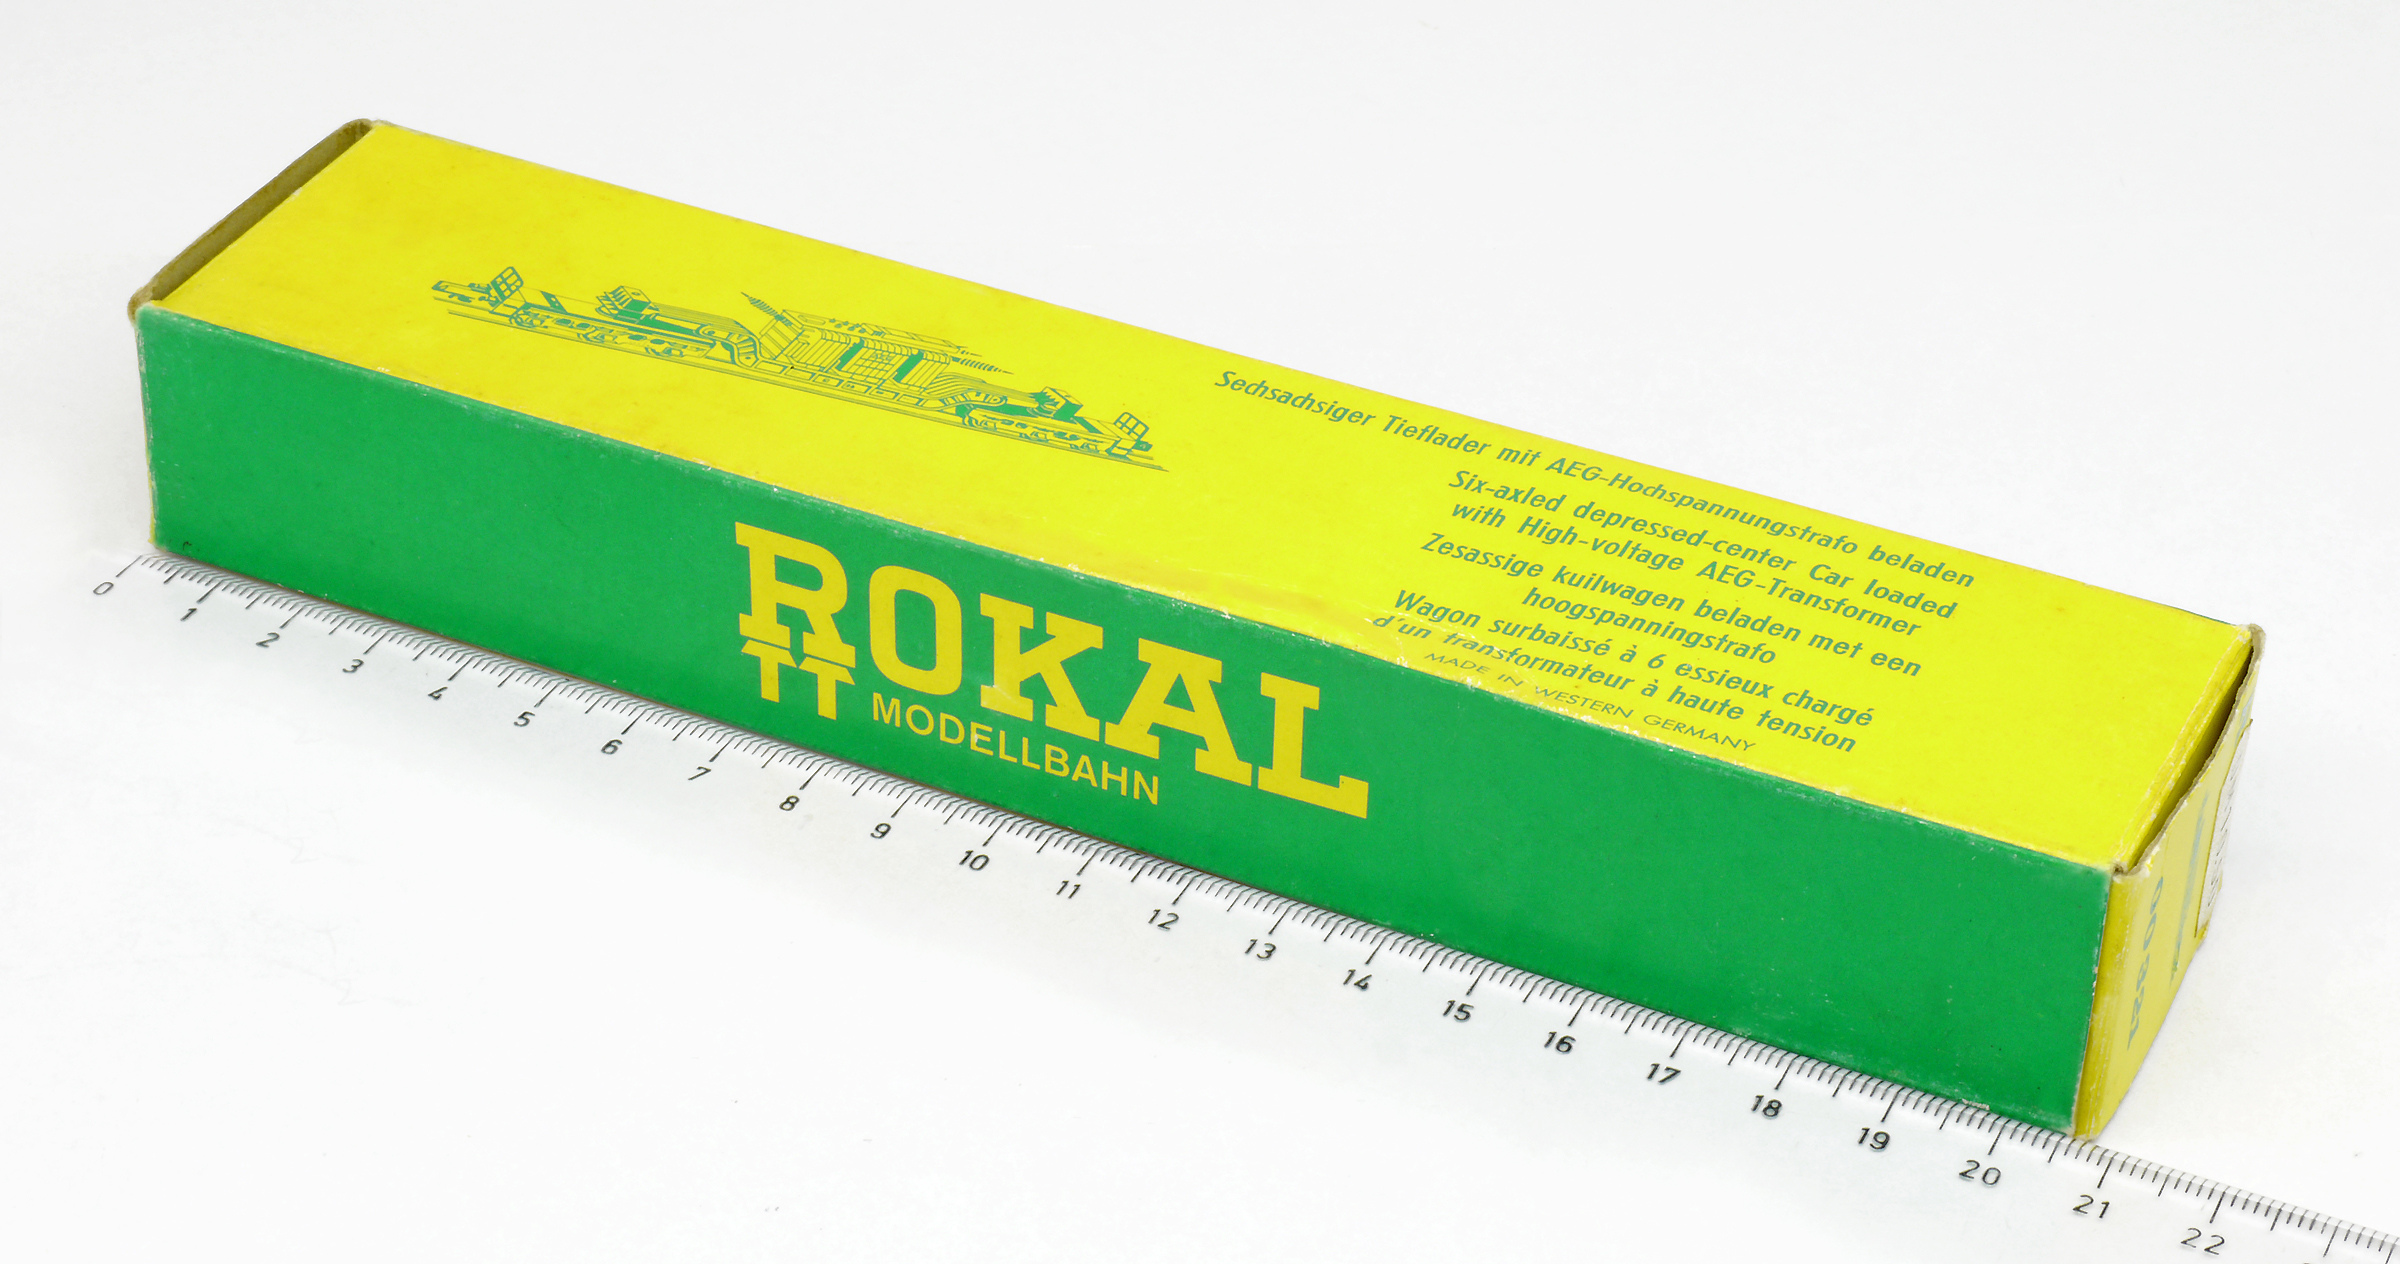 Sechsachsiger Tieflader mit AEG-Hochspannungstrafo beladen
Six-axled depressed-center Car loaded
with High-voltage AEG-Transformer
Zesassige kuilwagen beladen met een
hoogspanningstrafo
Wagon surbaissé à 6 essieux chargé
d'un transformateur à haute tension
MADE IN WESTERN GERMANY
ROKAL
TT MODELLBAHN
0 1 2 3 4 5 6 7 8 9 10 11 12 13 14 15 16 17 18 19 20 21 22